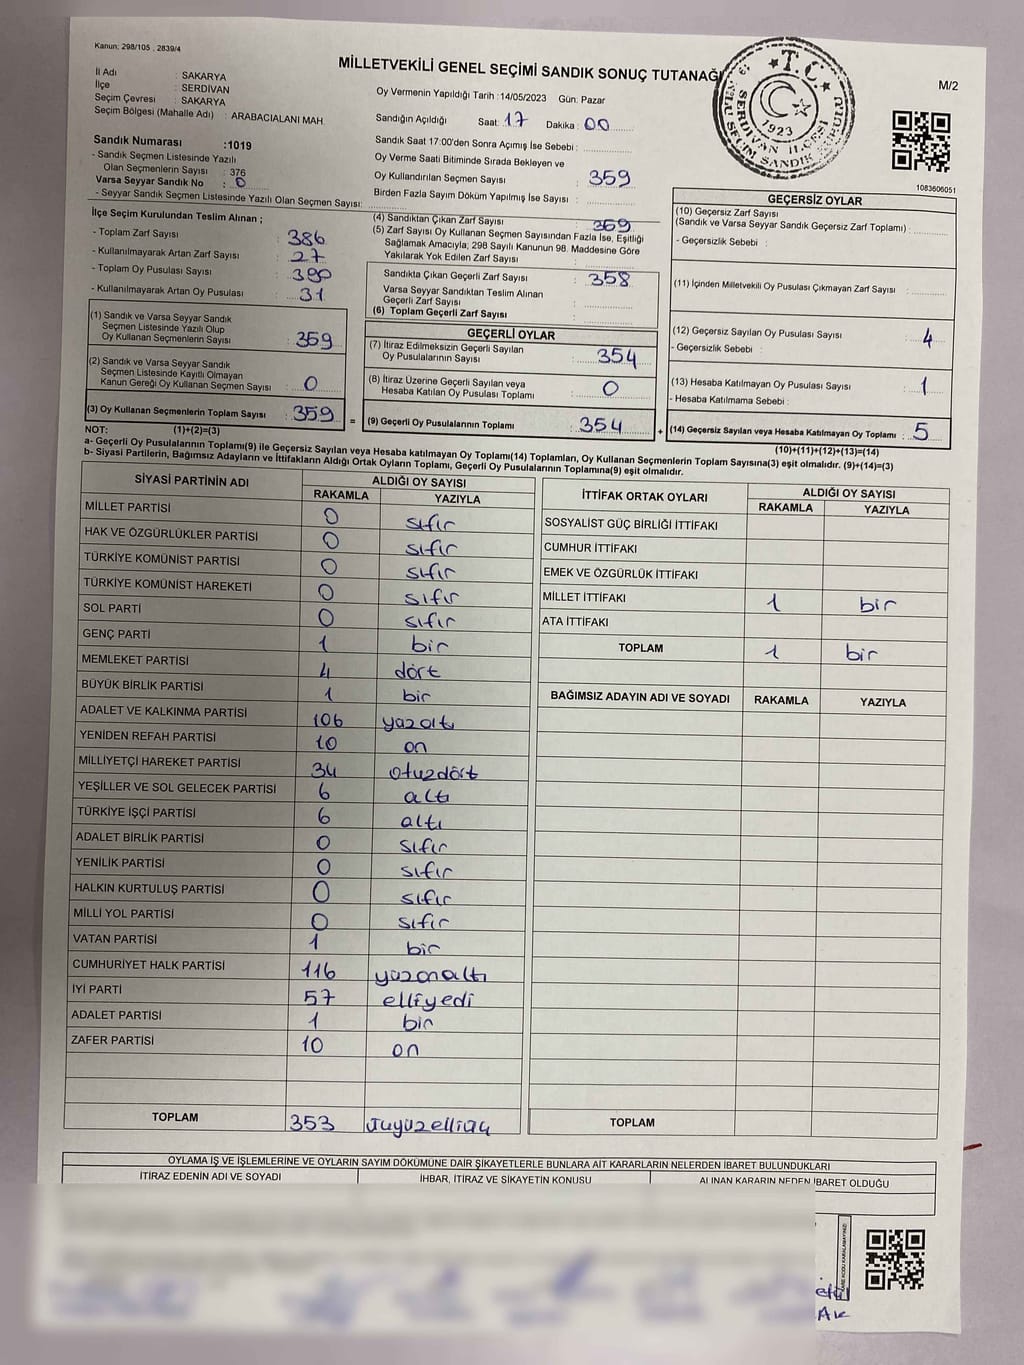 Kanun: 298/105 , 2839/4
MİLLETVEKİLİ GENEL SEÇİMİ SANDIK SONUÇ TUTANAĞI
M/2
İl Adı : SAKARYA
İlçe : SERDİVAN
Seçim Çevresi : SAKARYA
Seçim Bölgesi (Mahalle Adı) : ARABACIALANI MAH.
Sandık Numarası :1019
- Sandık Seçmen Listesinde Yazılı
Olan Seçmenlerin Sayısı : 376
Varsa Seyyar Sandık No : 0
- Seyyar Sandık Seçmen Listesinde Yazılı Olan Seçmen Sayısı:
Oy Vermenin Yapıldığı Tarih :14/05/2023 Gün: Pazar
Sandığın Açıldığı Saat: 17 Dakika : 00
Sandık Saat 17:00'den Sonra Açımış İse Sebebi :
Oy Verme Saati Bitiminde Sırada Bekleyen ve
Oy Kullandırılan Seçmen Sayısı : 359
Birden Fazla Sayım Döküm Yapılmış İse Sayısı :
T.C.
1923
SERDİVAN İLÇESİ
1083606051
İlçe Seçim Kurulundan Teslim Alınan ;
- Toplam Zarf Sayısı : 386
- Kullanılmayarak Artan Zarf Sayısı : 27
- Toplam Oy Pusulası Sayısı : 390
- Kullanılmayarak Artan Oy Pusulası : 31
(1) Sandık ve Varsa Seyyar Sandık
Seçmen Listesinde Yazılı Olup
Oy Kullanan Seçmenlerin Sayısı : 359
(2) Sandık ve Varsa Seyyar Sandık
Seçmen Listesinde Kayıtlı Olmayan
Kanun Gereği Oy Kullanan Seçmen Sayısı : 0
(3) Oy Kullanan Seçmenlerin Toplam Sayısı : 359
(4) Sandıktan Çıkan Zarf Sayısı : 359
(5) Zarf Sayısı Oy Kullanan Seçmen Sayısından Fazla İse, Eşitliği
Sağlamak Amacıyla; 298 Sayılı Kanunun 98. Maddesine Göre
Yakılarak Yok Edilen Zarf Sayısı :
Sandıkta Çıkan Geçerli Zarf Sayısı : 358
Varsa Seyyar Sandıktan Teslim Alınan
Geçerli Zarf Sayısı :
(6) Toplam Geçerli Zarf Sayısı :
GEÇERLİ OYLAR
(7) İtiraz Edilmeksizin Geçerli Sayılan
Oy Pusulalarının Sayısı : 354
(8) İtiraz Üzerine Geçerli Sayılan veya
Hesaba Katılan Oy Pusulası Toplamı : 0
= (9) Geçerli Oy Pusulalarının Toplamı : 354
GEÇERSİZ OYLAR
(10) Geçersiz Zarf Sayısı
(Sandık ve Varsa Seyyar Sandık Geçersiz Zarf Toplamı) :
- Geçersizlik Sebebi :
(11) İçinden Milletvekili Oy Pusulası Çıkmayan Zarf Sayısı :
(12) Geçersiz Sayılan Oy Pusulası Sayısı : 4
- Geçersizlik Sebebi :
(13) Hesaba Katılmayan Oy Pusulası Sayısı : 1
- Hesaba Katılmama Sebebi :
+ (14) Geçersiz Sayılan veya Hesaba Katılmayan Oy Toplamı : 5
NOT: (1)+(2)=(3)
(10)+(11)+(12)+(13)=(14)
a- Geçerli Oy Pusulalarının Toplamı(9) ile Geçersiz Sayılan veya Hesaba katılmayan Oy Toplamı(14) Toplamları, Oy Kullanan Seçmenlerin Toplam Sayısına(3) eşit olmalıdır. (9)+(14)=(3)
b- Siyasi Partilerin, Bağımsız Adayların ve İttifakların Aldığı Ortak Oyların Toplamı, Geçerli Oy Pusulalarının Toplamına(9) eşit olmalıdır.
SİYASİ PARTİNİN ADI ALDIĞI OY SAYISI
RAKAMLA YAZIYLA
MİLLET PARTİSİ 0 sıfır
HAK VE ÖZGÜRLÜKLER PARTİSİ 0 sıfır
TÜRKİYE KOMÜNİST PARTİSİ 0 sıfır
TÜRKİYE KOMÜNİST HAREKETİ 0 sıfır
SOL PARTİ 0 sıfır
GENÇ PARTİ 1 bir
MEMLEKET PARTİSİ 4 dört
BÜYÜK BİRLİK PARTİSİ 1 bir
ADALET VE KALKINMA PARTİSİ 106 yüzaltı
YENİDEN REFAH PARTİSİ 10 on
MİLLİYETÇİ HAREKET PARTİSİ 34 otuzdört
YEŞİLLER VE SOL GELECEK PARTİSİ 6 altı
TÜRKİYE İŞÇİ PARTİSİ 6 altı
ADALET BİRLİK PARTİSİ 0 sıfır
YENİLİK PARTİSİ 0 sıfır
HALKIN KURTULUŞ PARTİSİ 0 sıfır
MİLLİ YOL PARTİSİ 0 sıfır
VATAN PARTİSİ 1 bir
CUMHURİYET HALK PARTİSİ 116 yüzonaltı
İYİ PARTİ 57 elliyedi
ADALET PARTİSİ 1 bir
ZAFER PARTİSİ 10 on
TOPLAM 353
İTTİFAK ORTAK OYLARI ALDIĞI OY SAYISI
RAKAMLA YAZIYLA
SOSYALİST GÜÇ BİRLİĞİ İTTİFAKI
CUMHUR İTTİFAKI
EMEK VE ÖZGÜRLÜK İTTİFAKI
MİLLET İTTİFAKI 1 bir
ATA İTTİFAKI
TOPLAM 1 bir
BAĞIMSIZ ADAYIN ADI VE SOYADI RAKAMLA YAZIYLA
TOPLAM
OYLAMA İŞ VE İŞLEMLERİNE VE OYLARIN SAYIM DÖKÜMÜNE DAİR ŞİKAYETLERLE BUNLARA AİT KARARLARIN NELERDEN İBARET BULUNDUKLARI
İTİRAZ EDENİN ADI VE SOYADI İHBAR, İTİRAZ VE ŞİKAYETİN KONUSU ALINAN KARARIN NEDEN İBARET OLDUĞU